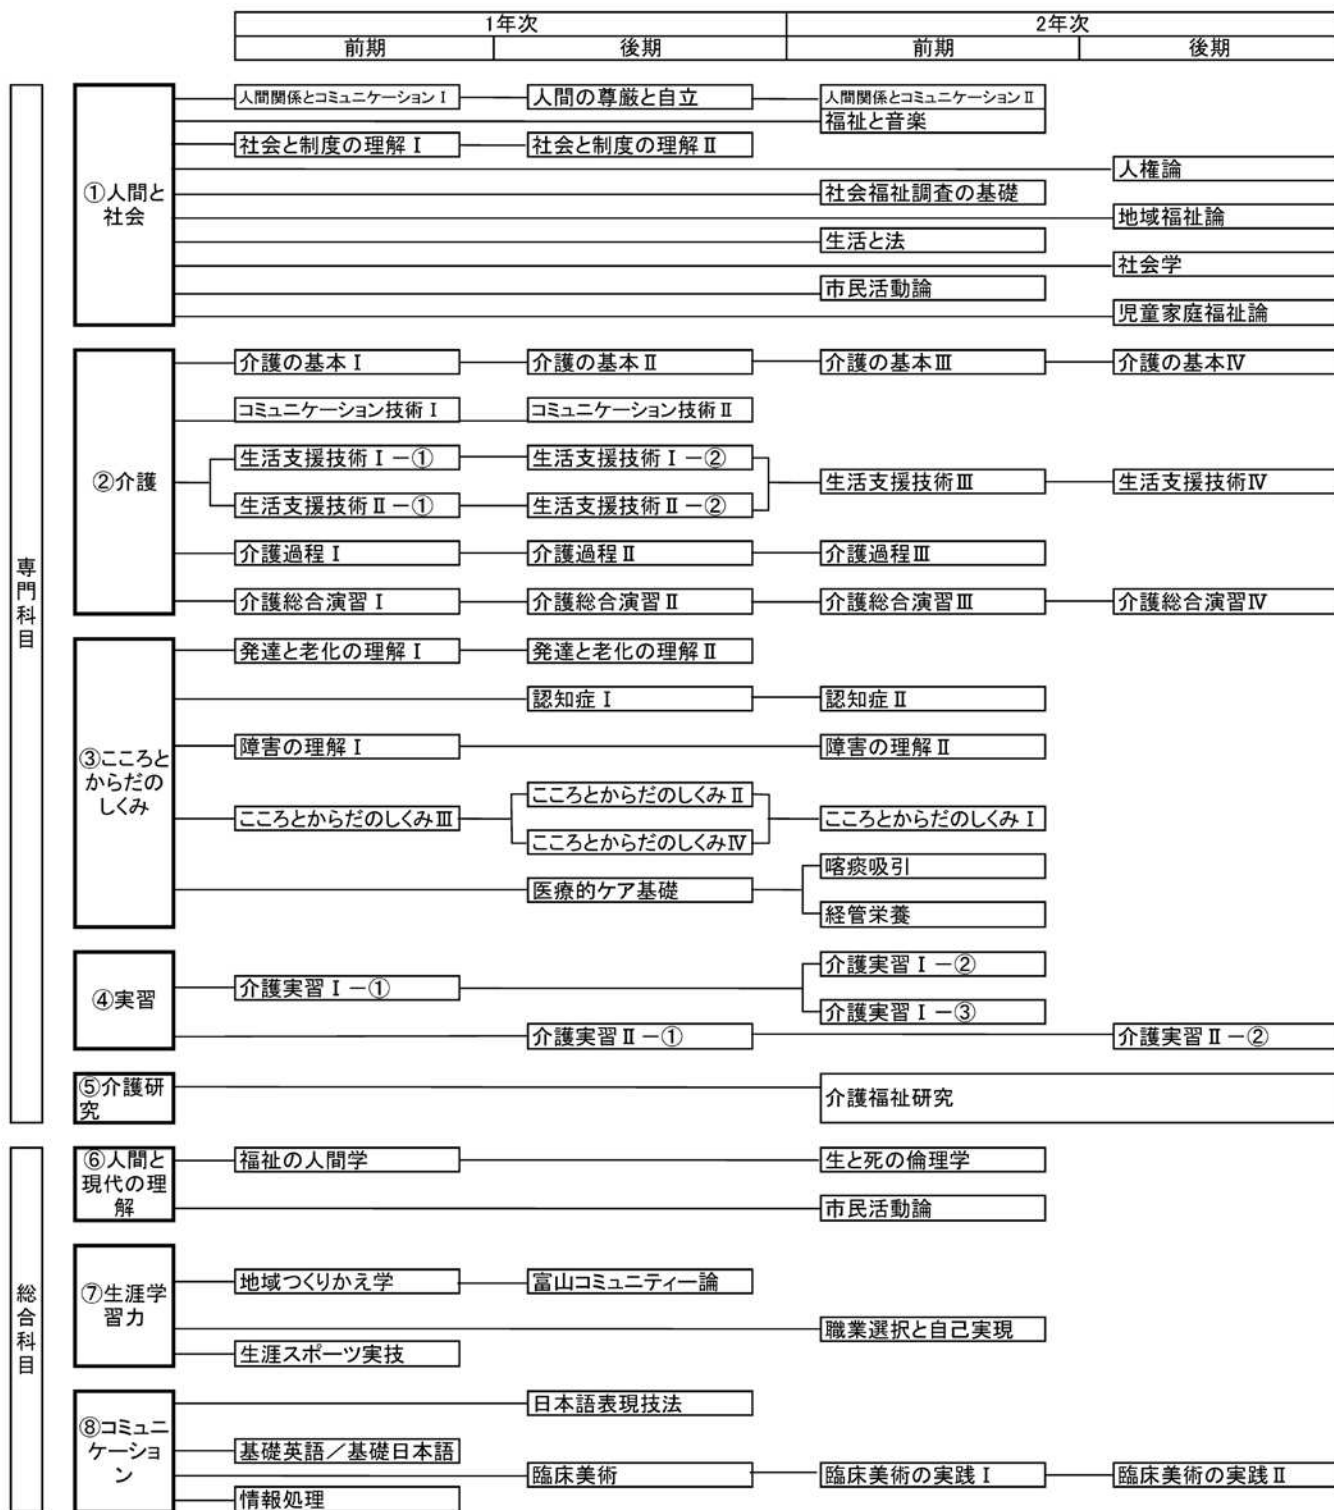 1年次 2年次
前期 後期 前期 後期
専門科目
①人間と
社会
人間関係とコミュニケーションⅠ 人間の尊厳と自立 人間関係とコミュニケーションⅡ
福祉と音楽
社会と制度の理解Ⅰ 社会と制度の理解Ⅱ
人権論
社会福祉調査の基礎
地域福祉論
生活と法
社会学
市民活動論
児童家庭福祉論
②介護
介護の基本Ⅰ 介護の基本Ⅱ 介護の基本Ⅲ 介護の基本Ⅳ
コミュニケーション技術Ⅰ コミュニケーション技術Ⅱ
生活支援技術Ⅰ－① 生活支援技術Ⅰ－②
生活支援技術Ⅲ 生活支援技術Ⅳ
生活支援技術Ⅱ－① 生活支援技術Ⅱ－②
介護過程Ⅰ 介護過程Ⅱ 介護過程Ⅲ
介護総合演習Ⅰ 介護総合演習Ⅱ 介護総合演習Ⅲ 介護総合演習Ⅳ
③こころと
からだの
しくみ
発達と老化の理解Ⅰ 発達と老化の理解Ⅱ
認知症Ⅰ 認知症Ⅱ
障害の理解Ⅰ 障害の理解Ⅱ
こころとからだのしくみⅡ
こころとからだのしくみⅢ こころとからだのしくみⅠ
こころとからだのしくみⅣ
喀痰吸引
医療的ケア基礎
経管栄養
④実習
介護実習Ⅰ－②
介護実習Ⅰ－①
介護実習Ⅰ－③
介護実習Ⅱ－① 介護実習Ⅱ－②
⑤介護研
究
介護福祉研究
総合科目
⑥人間と
現代の理
解
福祉の人間学 生と死の倫理学
市民活動論
⑦生涯学
習力
地域つくりかえ学 富山コミュニティー論
職業選択と自己実現
生涯スポーツ実技
⑧コミュニ
ケーショ
ン
日本語表現技法
基礎英語／基礎日本語
臨床美術 臨床美術の実践Ⅰ 臨床美術の実践Ⅱ
情報処理